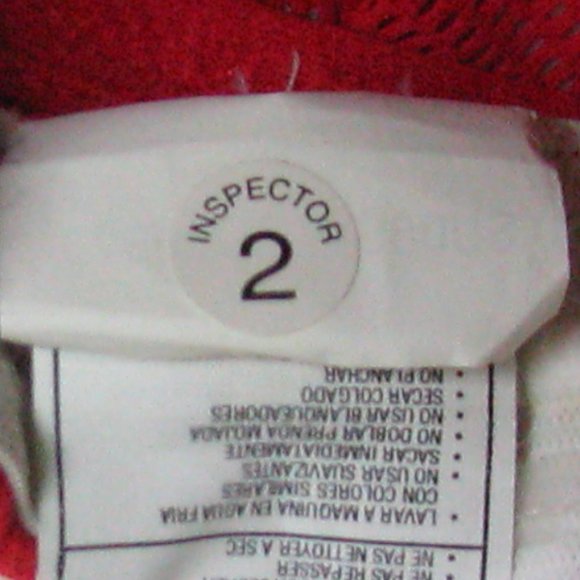 INSPECTOR
2
• LAVAR A MAQUINA EN AGUA FRIA
CON COLORES SIMILARES
• NO USAR SUAVIZANTES
• SACAR INMEDIATAMENTE
• NO DOBLAR PRENDA MOJADA
• NO USAR BLANQUEADORES
• SECAR COLGADO
• NO PLANCHAR
• NE PAS REPASSER
• NE PAS NETTOYER A SEC